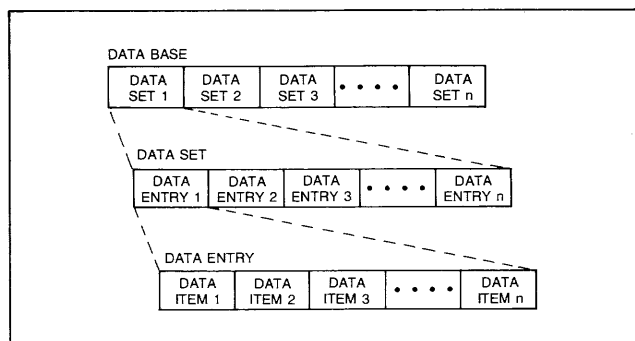 DATA BASE
DATA DATA DATA • • • • DATA
SET 1 SET 2 SET 3 SET n
DATA SET
DATA DATA DATA • • • • DATA
ENTRY 1 ENTRY 2 ENTRY 3 ENTRY n
DATA ENTRY
DATA DATA DATA • • • • DATA
ITEM 1 ITEM 2 ITEM 3 ITEM n